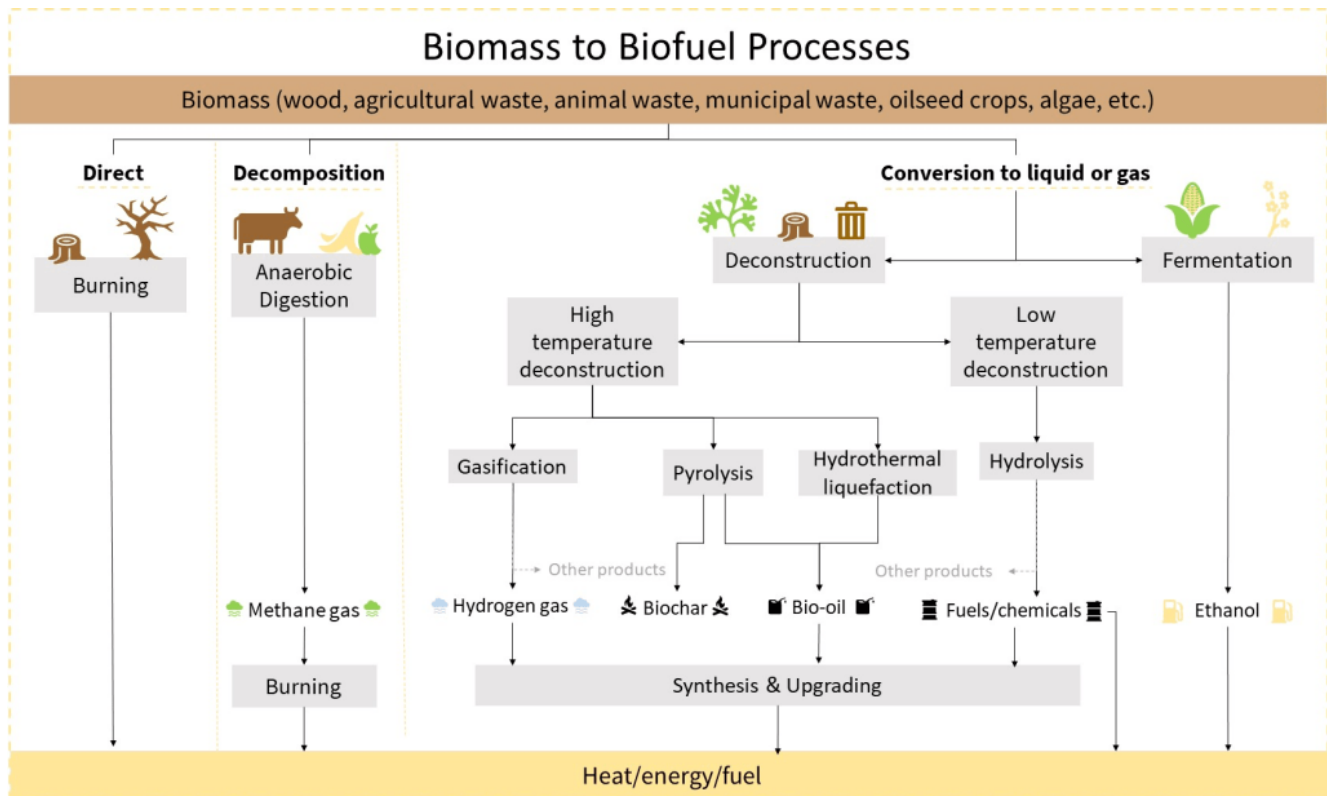 Biomass to Biofuel Processes
Biomass (wood, agricultural waste, animal waste, municipal waste, oilseed crops, algae, etc.)
Direct
Decomposition
Conversion to liquid or gas
Burning
Anaerobic
Digestion
Deconstruction
Fermentation
High
temperature
deconstruction
Low
temperature
deconstruction
Gasification
Pyrolysis
Hydrothermal
liquefaction
Hydrolysis
Other products
Other products
Methane gas
Hydrogen gas
Biochar
Bio-oil
Fuels/chemicals
Ethanol
Burning
Synthesis & Upgrading
Heat/energy/fuel